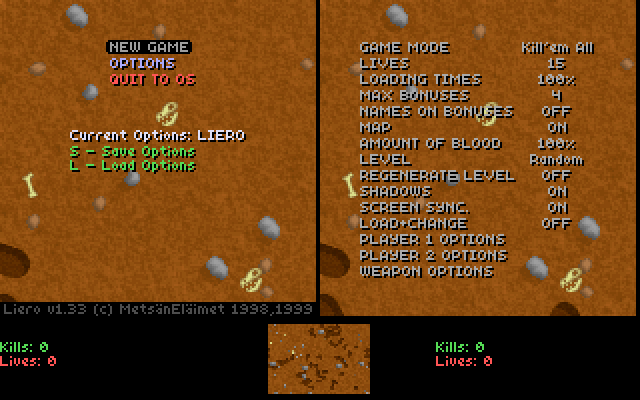 NEW GAME
OPTIONS
QUIT TO OS
Current Options: LIERO
S - Save Options
L - Load Options
Liero v1.33 (c) MetsänEläimet 1998,1999
GAME MODE Kill'em All
LIVES 15
LOADING TIMES 100%
MAX BONUSES 4
NAMES ON BONUSES OFF
MAP ON
AMOUNT OF BLOOD 100%
LEVEL Random
REGENERATE LEVEL OFF
SHADOWS ON
SCREEN SYNC. ON
LOAD+CHANGE OFF
PLAYER 1 OPTIONS
PLAYER 2 OPTIONS
WEAPON OPTIONS
Kills: 0
Lives: 0
Kills: 0
Lives: 0